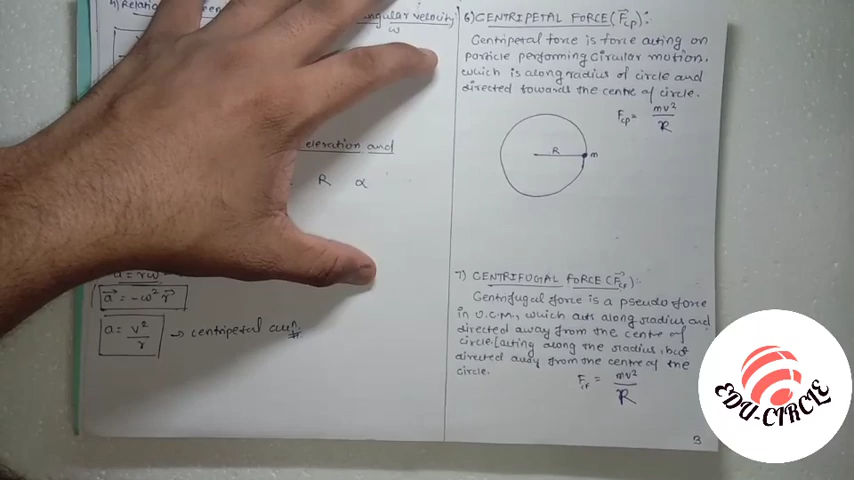 4) Relation
angular velocity
ω
eleration and
R α
a = rω
a⃗ = -ω² r⃗
a = v²/r → centripetal accn.
6) CENTRIPETAL FORCE (F⃗cp):
Centripetal force is force acting on
particle performing circular motion.
which is along radius of circle and
directed towards the centre of circle.
Fcp = mv²/R
R m
7) CENTRIFUGAL FORCE (F⃗cf):
Centrifugal force is a pseudo force
in U.C.M., which acts along radius and
directed away from the centre of
circle. [acting along the radius, but
directed away from the centre of the
circle.
Fcf = mv²/R
3
EDU-CIRCLE